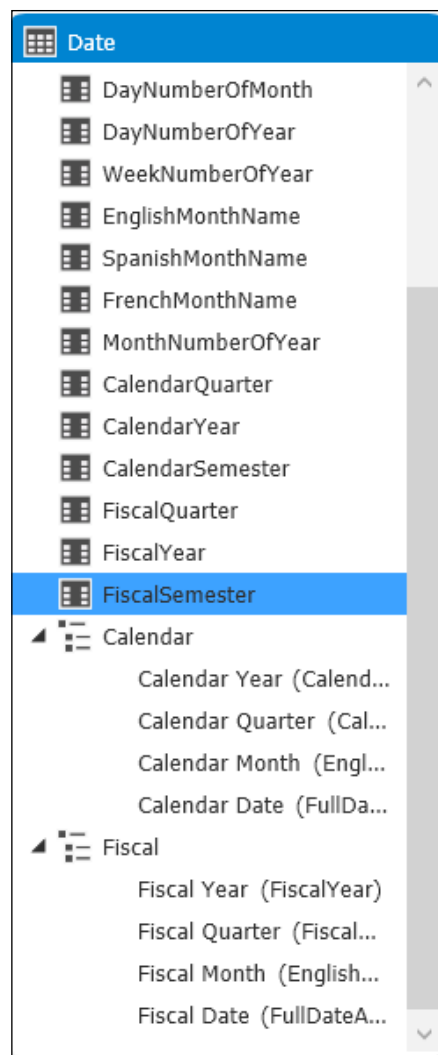 Date
DayNumberOfMonth
DayNumberOfYear
WeekNumberOfYear
EnglishMonthName
SpanishMonthName
FrenchMonthName
MonthNumberOfYear
CalendarQuarter
CalendarYear
CalendarSemester
FiscalQuarter
FiscalYear
FiscalSemester
Calendar
Calendar Year (Calend...
Calendar Quarter (Cal...
Calendar Month (Engl...
Calendar Date (FullDa...
Fiscal
Fiscal Year (FiscalYear)
Fiscal Quarter (Fiscal...
Fiscal Month (English...
Fiscal Date (FullDateA...